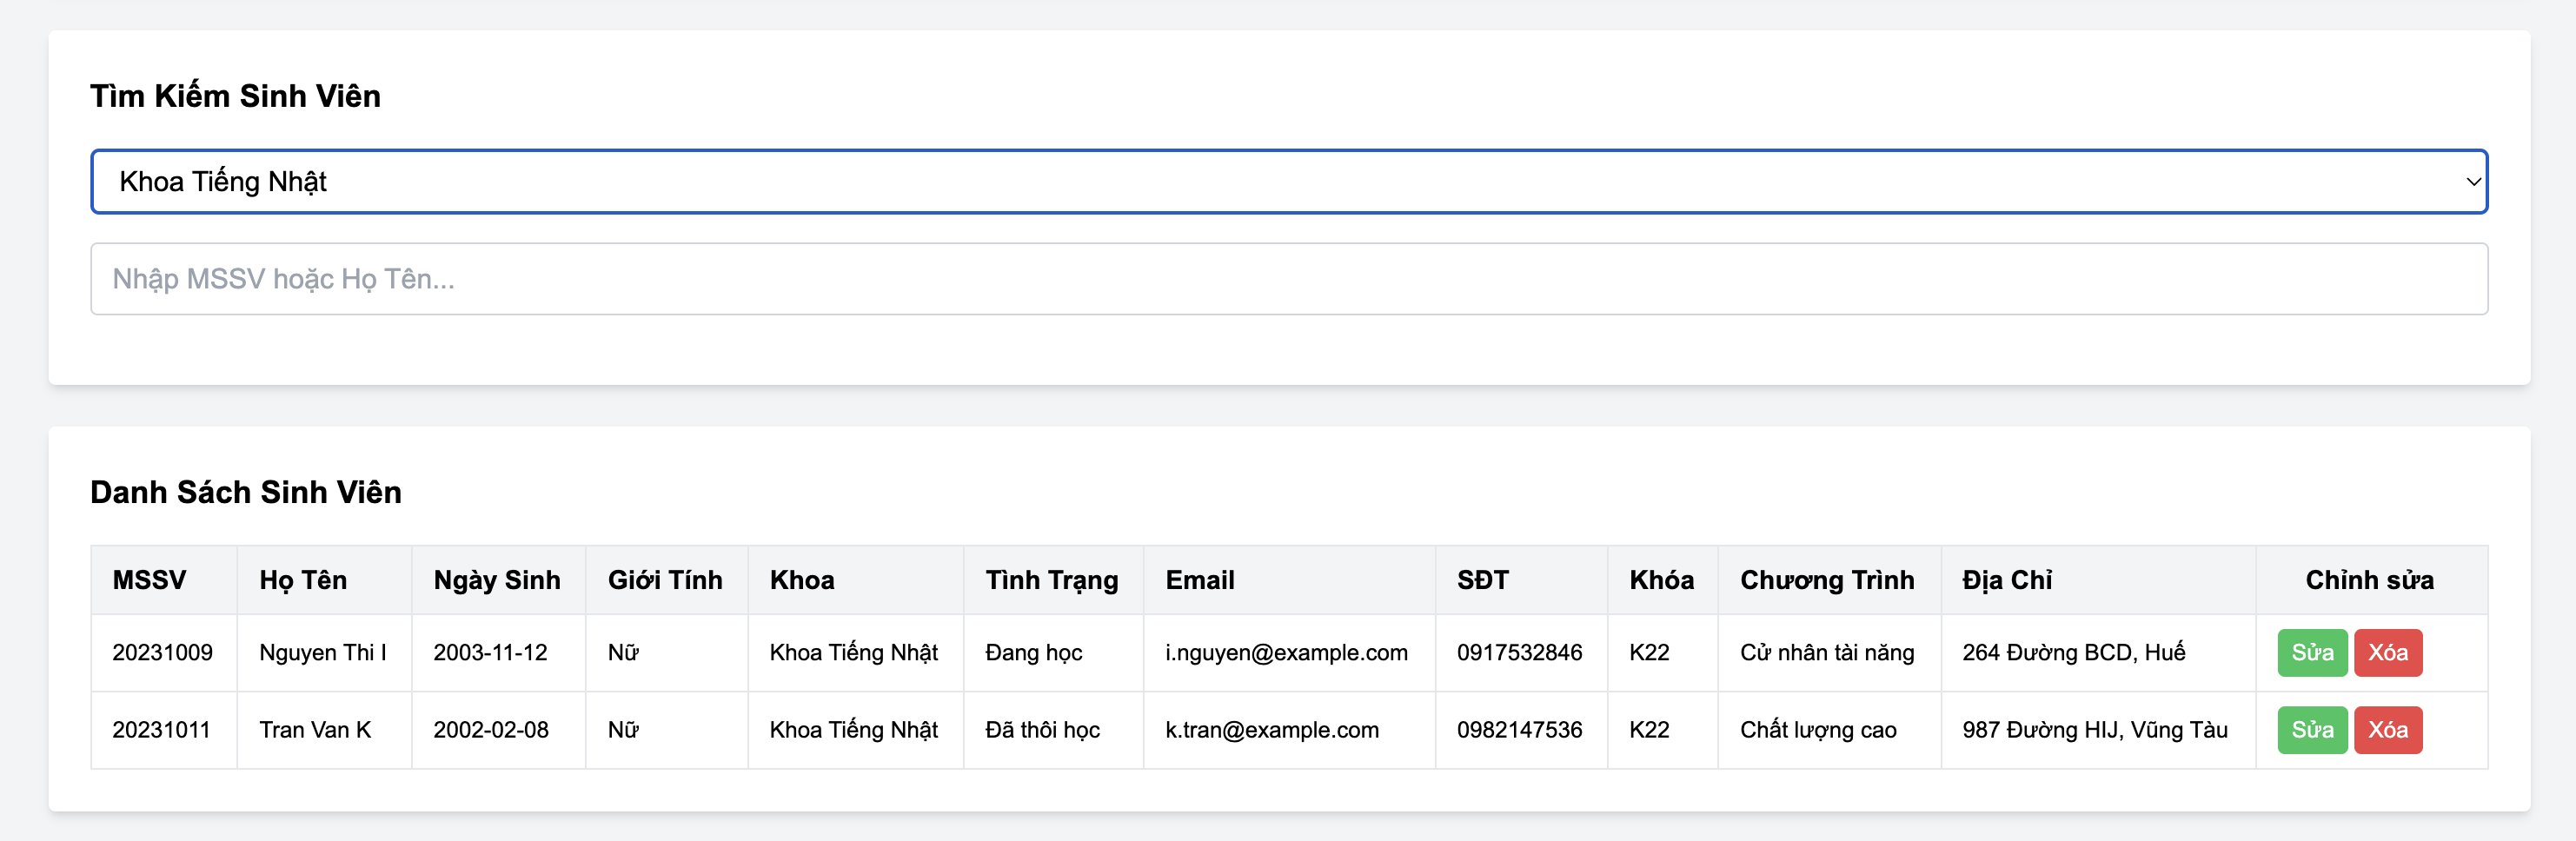 Tìm Kiếm Sinh Viên
Khoa Tiếng Nhật
Nhập MSSV hoặc Họ Tên...
Danh Sách Sinh Viên
MSSV Họ Tên Ngày Sinh Giới Tính Khoa Tình Trạng Email SĐT Khóa Chương Trình Địa Chỉ Chỉnh sửa
20231009 Nguyen Thi I 2003-11-12 Nữ Khoa Tiếng Nhật Đang học i.nguyen@example.com 0917532846 K22 Cử nhân tài năng 264 Đường BCD, Huế Sửa Xóa
20231011 Tran Van K 2002-02-08 Nữ Khoa Tiếng Nhật Đã thôi học k.tran@example.com 0982147536 K22 Chất lượng cao 987 Đường HIJ, Vũng Tàu Sửa Xóa